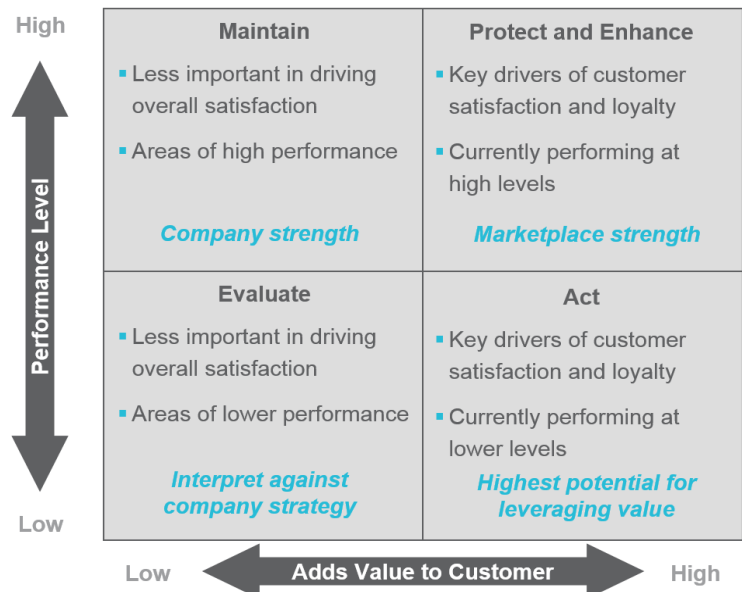 High
Performance Level
Low
Maintain
▪ Less important in driving
overall satisfaction
▪ Areas of high performance
Company strength
Protect and Enhance
▪ Key drivers of customer
satisfaction and loyalty
▪ Currently performing at
high levels
Marketplace strength
Evaluate
▪ Less important in driving
overall satisfaction
▪ Areas of lower performance
Interpret against
company strategy
Act
▪ Key drivers of customer
satisfaction and loyalty
▪ Currently performing at
lower levels
Highest potential for
leveraging value
Low
Adds Value to Customer
High